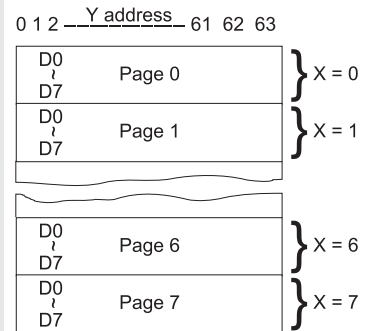 0 1 2 ------------ Y address ------------ 61 62 63
D0
~
D7
Page 0
} X = 0
D0
~
D7
Page 1
} X = 1
D0
~
D7
Page 6
} X = 6
D0
~
D7
Page 7
} X = 7